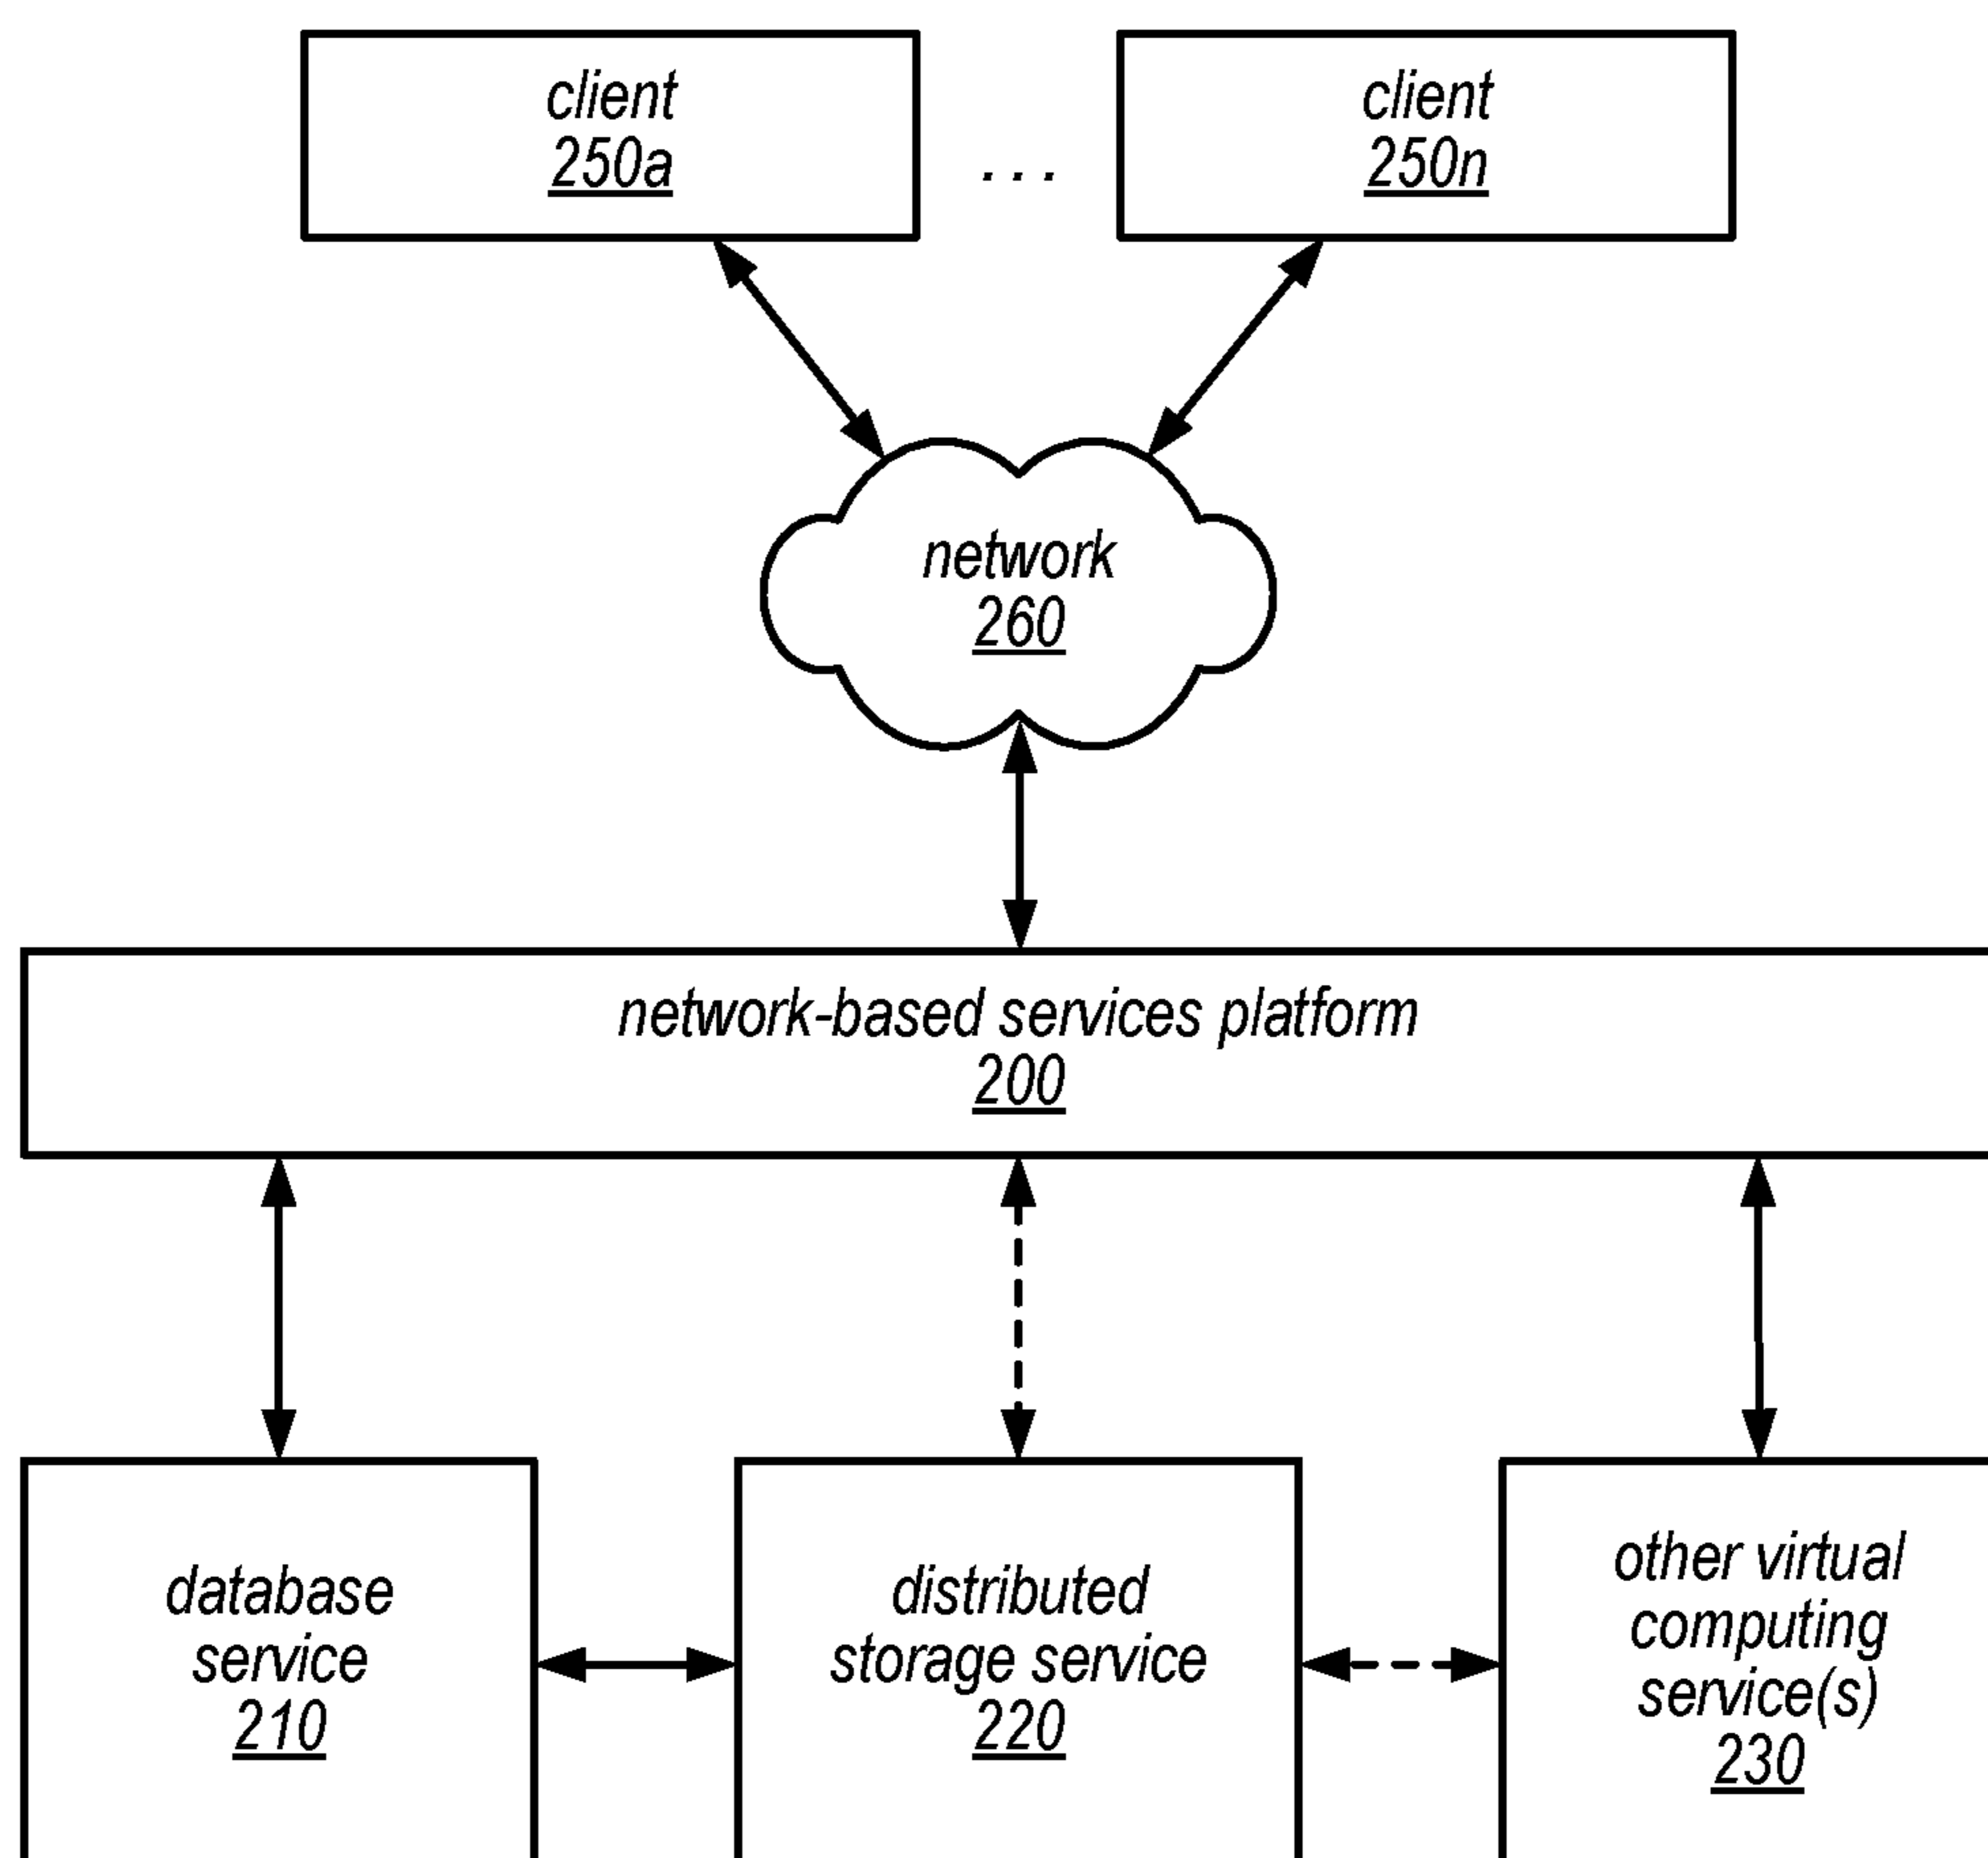 client
250a
. . .
client
250n
network
260
network-based services platform
200
database
service
210
distributed
storage service
220
other virtual
computing
service(s)
230